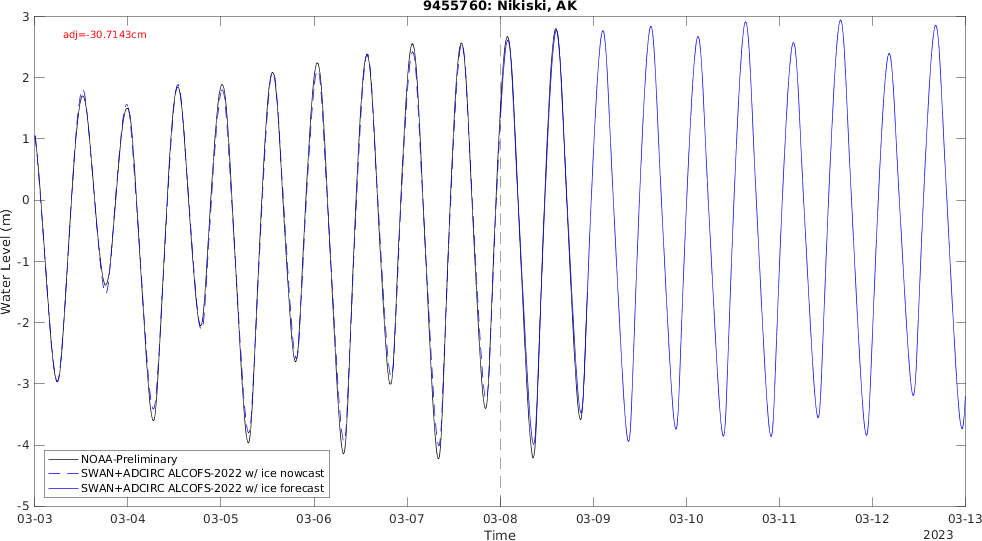 9455760: Nikiski, AK
adj=-30.7143cm
3
2
1
0
-1
-2
-3
-4
-5
Water Level (m)
NOAA-Preliminary
SWAN+ADCIRC ALCOFS-2022 w/ ice nowcast
SWAN+ADCIRC ALCOFS-2022 w/ ice forecast
03-03 03-04 03-05 03-06 03-07 03-08 03-09 03-10 03-11 03-12 03-13
Time
2023